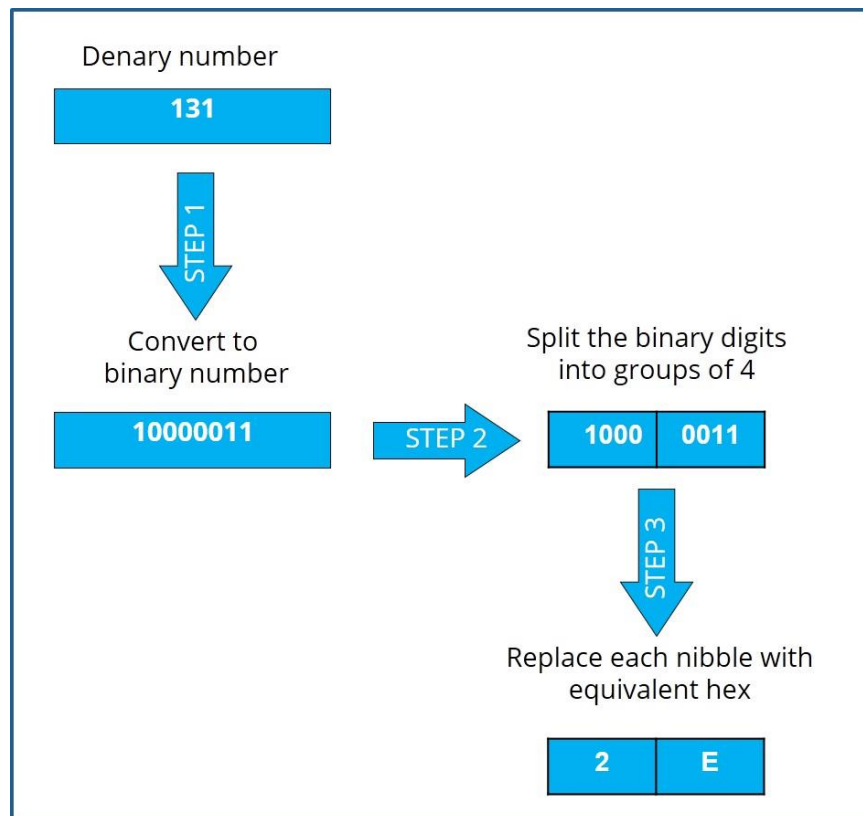 Denary number
131
STEP 1
Convert to
binary number
10000011
STEP 2
Split the binary digits
into groups of 4
1000 0011
STEP 3
Replace each nibble with
equivalent hex
2 E